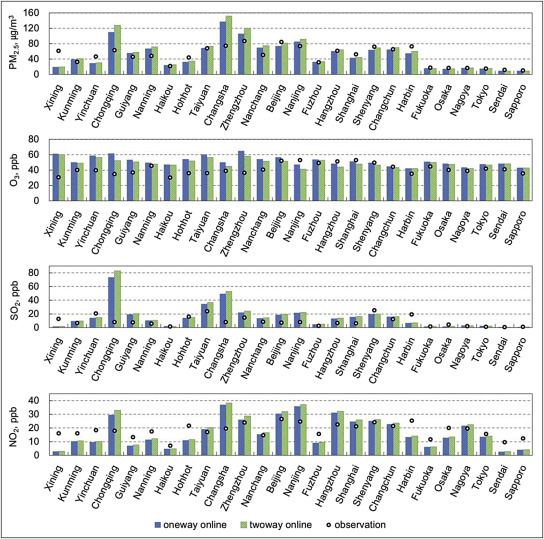 PM2.5, μg/m³
160
120
80
40
0
Xining Kunming Yinchuan Chongqing Guiyang Nanning Haikou Hohhot Taiyuan Changsha Zhengzhou Nanchang Beijing Nanjing Fuzhou Hangzhou Shanghai Shenyang Changchun Harbin Fukuoka Osaka Nagoya Tokyo Sendai Sapporo
O3, ppb
80
60
40
20
0
Xining Kunming Yinchuan Chongqing Guiyang Nanning Haikou Hohhot Taiyuan Changsha Zhengzhou Nanchang Beijing Nanjing Fuzhou Hangzhou Shanghai Shenyang Changchun Harbin Fukuoka Osaka Nagoya Tokyo Sendai Sapporo
SO2, ppb
100
80
60
40
20
0
Xining Kunming Yinchuan Chongqing Guiyang Nanning Haikou Hohhot Taiyuan Changsha Zhengzhou Nanchang Beijing Nanjing Fuzhou Hangzhou Shanghai Shenyang Changchun Harbin Fukuoka Osaka Nagoya Tokyo Sendai Sapporo
NO2, ppb
40
30
20
10
0
Xining Kunming Yinchuan Chongqing Guiyang Nanning Haikou Hohhot Taiyuan Changsha Zhengzhou Nanchang Beijing Nanjing Fuzhou Hangzhou Shanghai Shenyang Changchun Harbin Fukuoka Osaka Nagoya Tokyo Sendai Sapporo
oneway online twoway online observation